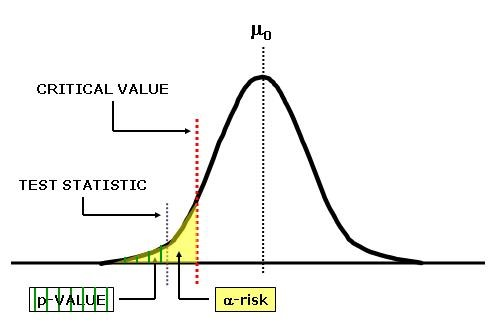 μ₀
CRITICAL VALUE
TEST STATISTIC
p-VALUE
α-risk